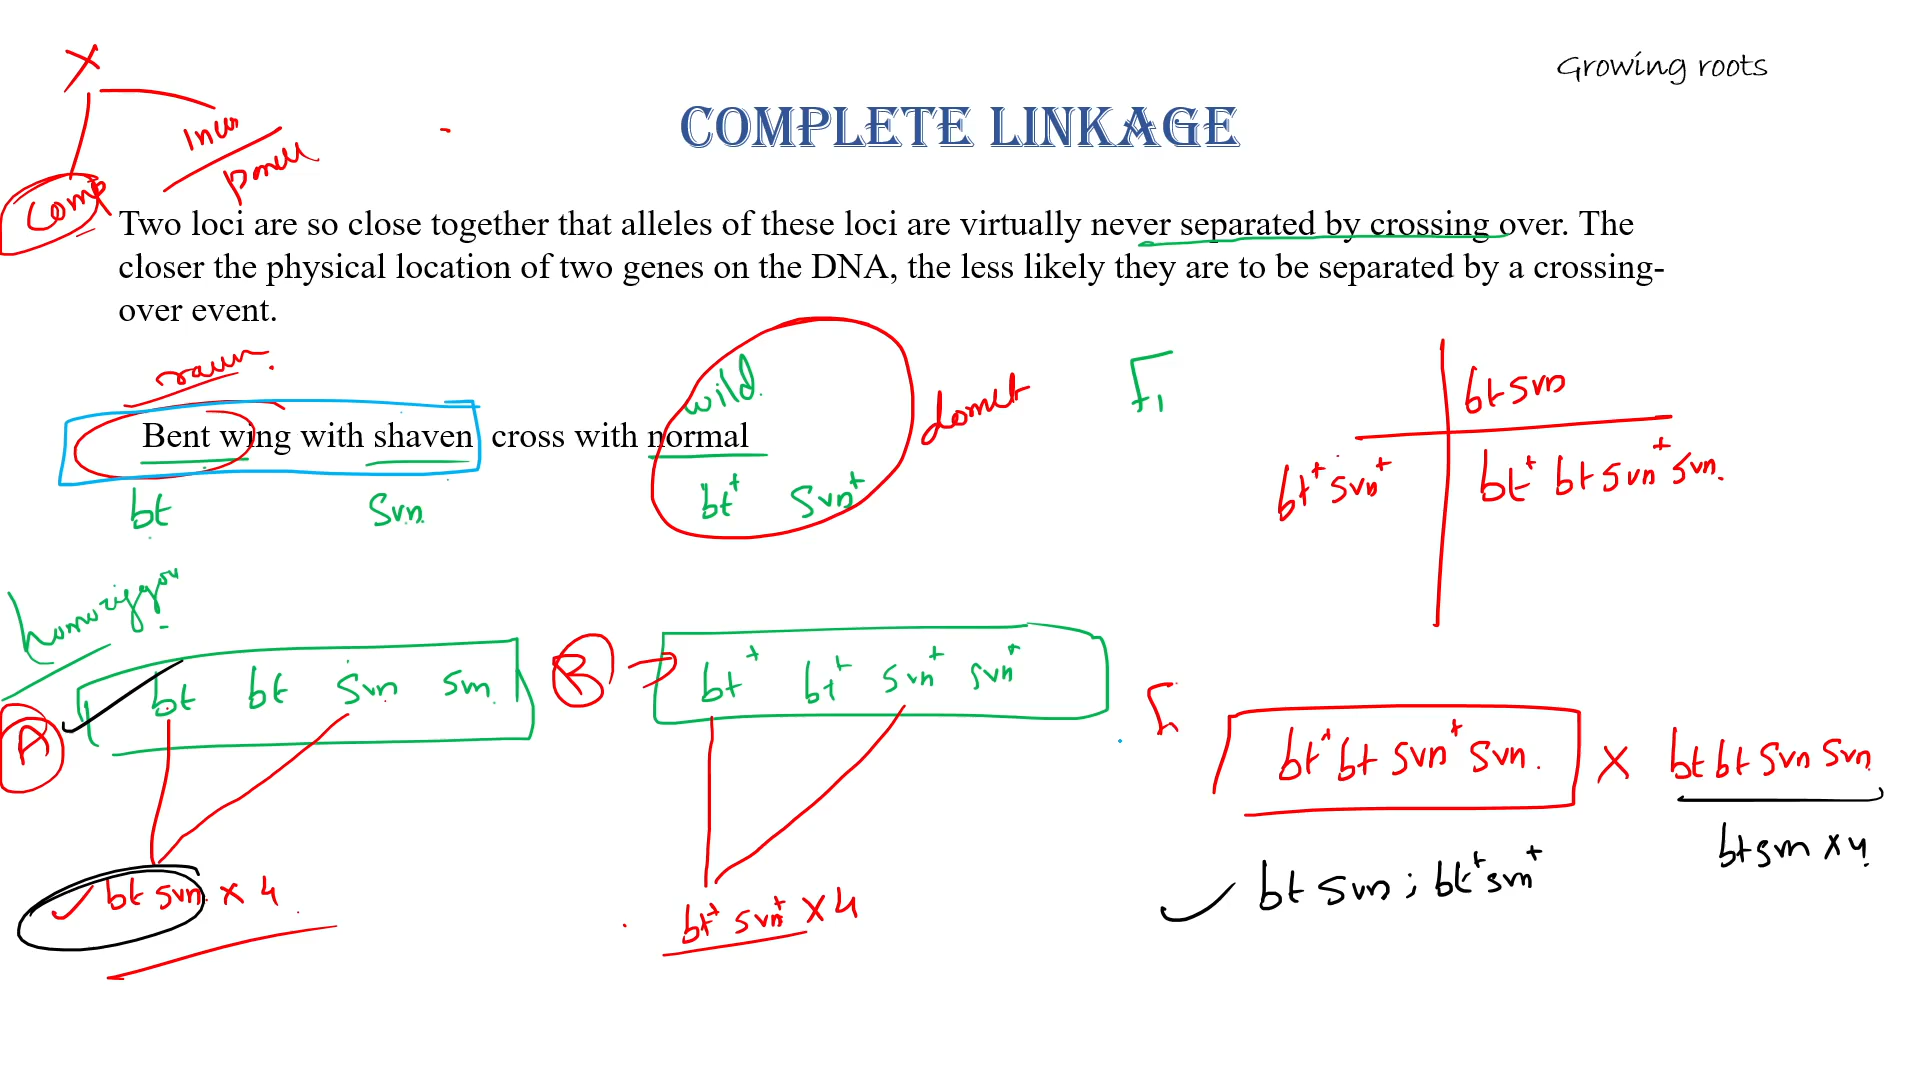 Growing roots
COMPLETE LINKAGE
Comp
Two loci are so close together that alleles of these loci are virtually never separated by crossing over. The
closer the physical location of two genes on the DNA, the less likely they are to be separated by a crossing-
over event.
wild.
F1
bt svn
Bent wing with shaven cross with normal
bt+ svn+
bt+ bt svn+ svn.
bt
Svn
bt+ Svn+
A
bt bt Svn svn
B
bt+ bt+ svn+ svn+
bt+ bt svn+ svn. X bt bt svn svn
bt svn X 4
bt svn ; bt+ svn+
bt svn X 4
bt+ svn+ X 4